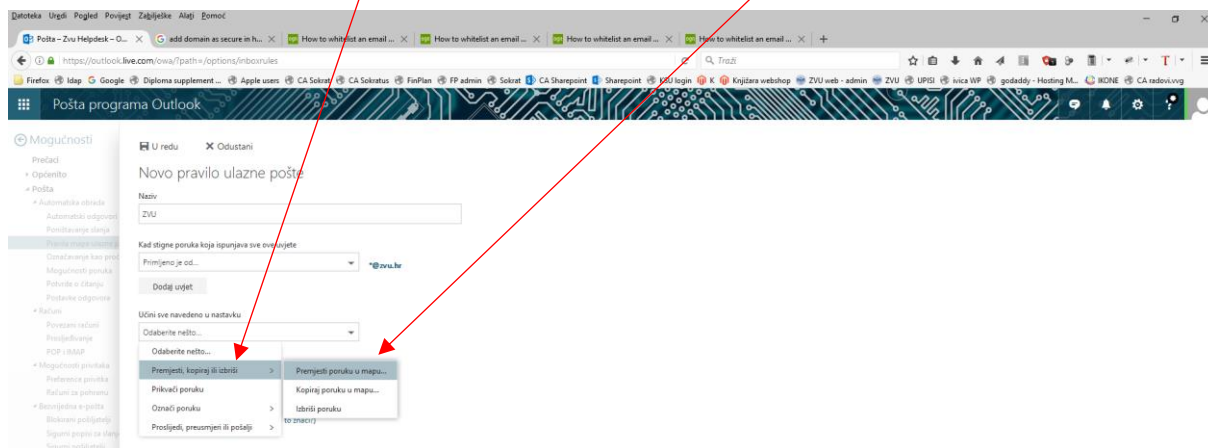 Datoteka Uredi Pogled Povijest Zabilješke Alati Pomoć
Pošta – Zvu Helpdesk – O... add domain as secure in h... How to whitelist an email ... How to whitelist an email ... How to whitelist an email ... How to whitelist an email ...
https://outlook.live.com/owa/?path=/options/inboxrules Traži
Firefox ldap Google Diploma supplement ... Apple users CA Sokrat CA Sokratus FinPlan FP admin Sokrat CA Sharepoint Sharepoint login K Knjižara webshop ZVU web - admin ZVU UPISI ivica WP godaddy - Hosting M... IKONE CA radovi.vvg
Pošta programa Outlook
Mogućnosti
U redu Odustani
Prečaci
Općenito
Novo pravilo ulazne pošte
Pošta
Automatska obrada
Naziv
Automatski odgovori
ZVU
Poništavanje slanja
Kad stigne poruka koja ispunjava sve ove uvjete
Označavanje kao proč
Primljeno je od... *@zvu.hr
Mogućnosti poruka
Potvrde o čitanju
Dodaj uvjet
Postavke odgovora
Računi
Učini sve navedeno u nastavku
Povezani računi
Odaberite nešto...
Prosljeđivanje
POP i IMAP
Odaberite nešto...
Mogućnosti privitaka
Premjesti, kopiraj ili izbriši > Premjesti poruku u mapu...
Preference privitka
Računi za pohranu
Prikvači poruku Kopiraj poruku u mapu...
Bezvrijedna e-pošta
Označi poruku > Izbriši poruku
Blokirani pošiljatelji
to znači?)
Sigurni popisi za slanje
Proslijedi, preusmjeri ili pošalji >
Sigurni pošiljatelji